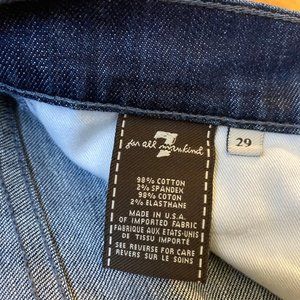 7
for all mankind
29
98% COTTON
2% SPANDEX
98% COTON
2% ELASTHANE
MADE IN U.S.A.
OF IMPORTED FABRIC
FABRIQUE AUX ETATS-UNIS
DE TISSU IMPORTÉ
SEE REVERSE FOR CARE
REVERS SUR LE SOINS